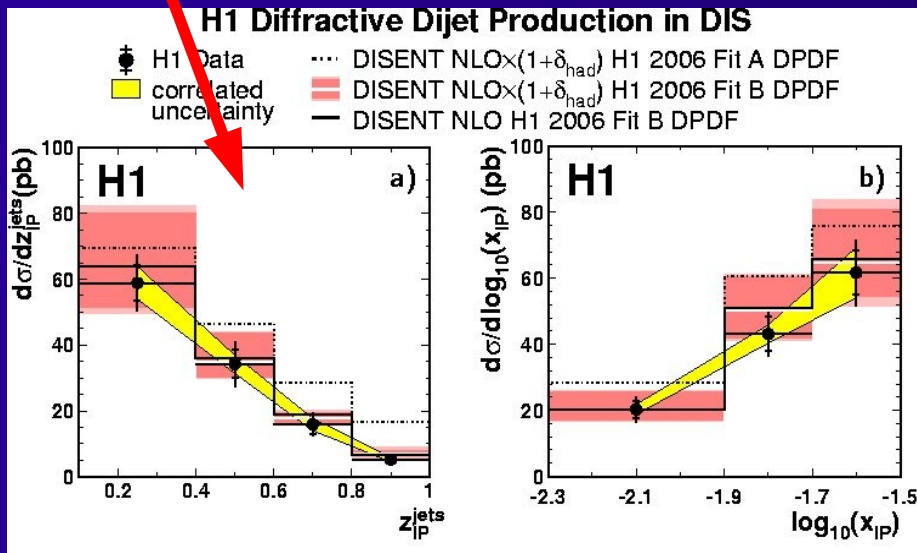 H1 Diffractive Dijet Production in DIS
H1 Data
correlated
uncertainty
DISENT NLO×(1+δhad) H1 2006 Fit A DPDF
DISENT NLO×(1+δhad) H1 2006 Fit B DPDF
DISENT NLO H1 2006 Fit B DPDF
dσ/dz_IP^jets(pb)
100
80
60
40
20
0
H1
a)
0.2 0.4 0.6 0.8 1
z_IP^jets
dσ/dlog10(x_IP) (pb)
100
80
60
40
20
0
H1
b)
-2.3 -2.1 -1.9 -1.7 -1.5
log10(x_IP)